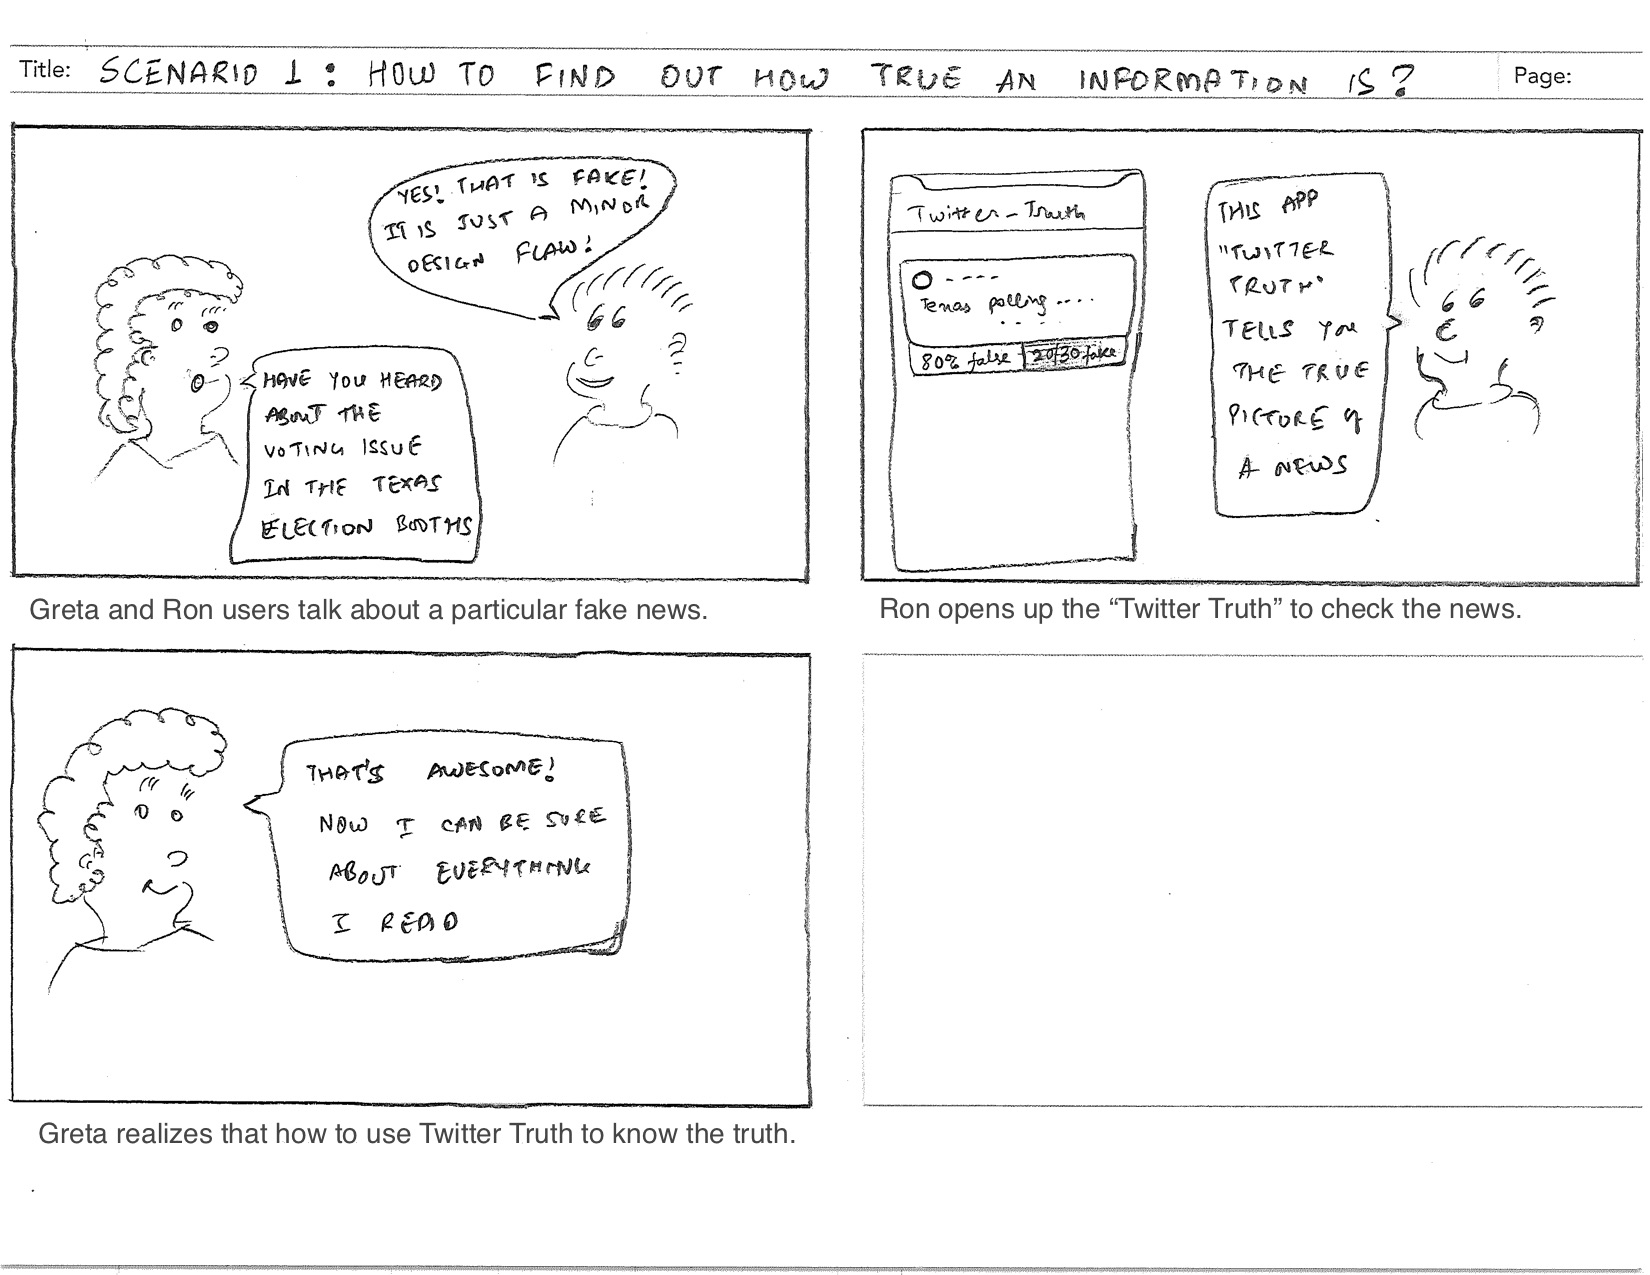 Title: SCENARIO 1 : HOW TO FIND OUT HOW TRUE AN INFORMATION IS?
Page:
YES! THAT IS FAKE!
IT IS JUST A MINOR
DESIGN FLAW!
HAVE YOU HEARD
ABOUT THE
VOTING ISSUE
IN THE TEXAS
ELECTION BOOTHS
Greta and Ron users talk about a particular fake news.
Twitter-Truth
Texas polling ....
80% false
20/30 fake
THIS APP
"TWITTER
TRUTH"
TELLS YOU
THE TRUE
PICTURE of
A NEWS
Ron opens up the “Twitter Truth” to check the news.
THAT'S AWESOME!
NOW I CAN BE SURE
ABOUT EVERYTHING
I READ
Greta realizes that how to use Twitter Truth to know the truth.